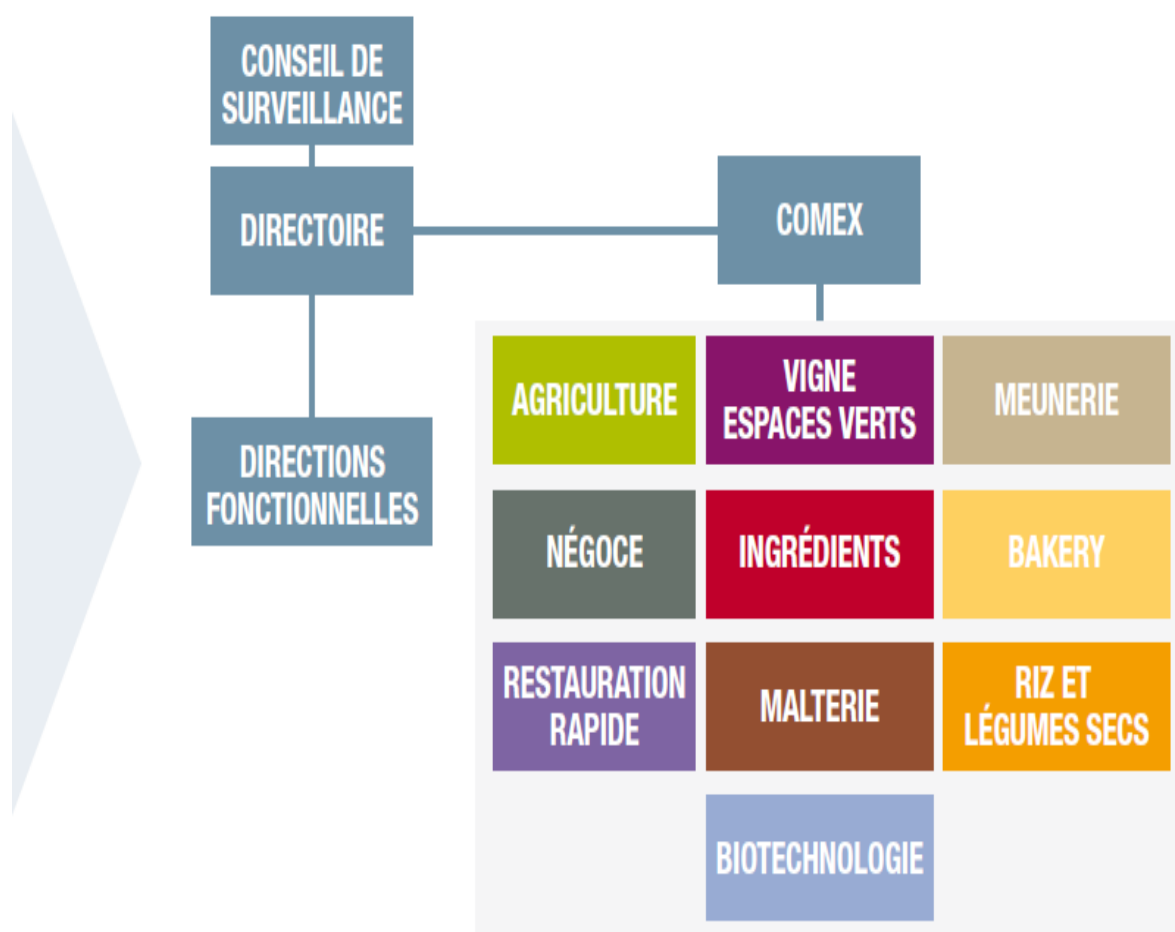 CONSEIL DE
SURVEILLANCE
DIRECTOIRE
COMEX
DIRECTIONS
FONCTIONNELLES
AGRICULTURE
VIGNE
ESPACES VERTS
MEUNERIE
NÉGOCE
INGRÉDIENTS
BAKERY
RESTAURATION
RAPIDE
MALTERIE
RIZ ET
LÉGUMES SECS
BIOTECHNOLOGIE